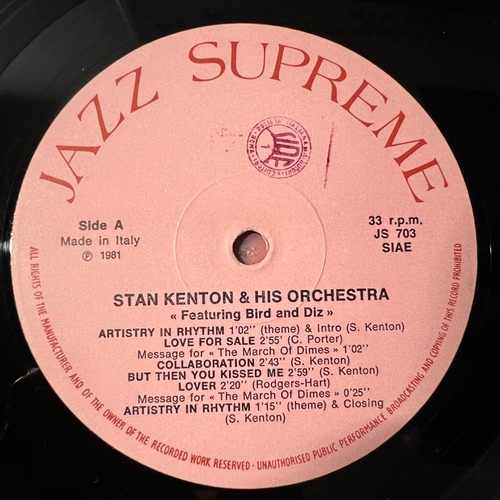 JAZZ SUPREME
Side A
Made in Italy
℗ 1981
33 r.p.m.
JS 703
SIAE
STAN KENTON & HIS ORCHESTRA
« Featuring Bird and Diz »
ARTISTRY IN RHYTHM 1'02'' (theme) & Intro (S. Kenton)
LOVE FOR SALE 2'55' (C. Porter)
Message for « The March Of Dimes » 1'02''
COLLABORATION 2'43'' (S. Kenton)
BUT THEN YOU KISSED ME 2'59'' (S. Kenton)
LOVER 2'20'' (Rodgers-Hart)
Message for « The March Of Dimes » 0'25''
ARTISTRY IN RHYTHM 1'15'' (theme) & Closing
(S. Kenton)
ALL RIGHTS OF THE MANUFACTURER AND OF THE OWNER OF THE RECORDED WORK RESERVED - UNAUTHORISED PUBLIC PERFORMANCE BROADCASTING AND COPYING OF THIS RECORD PROHIBITED